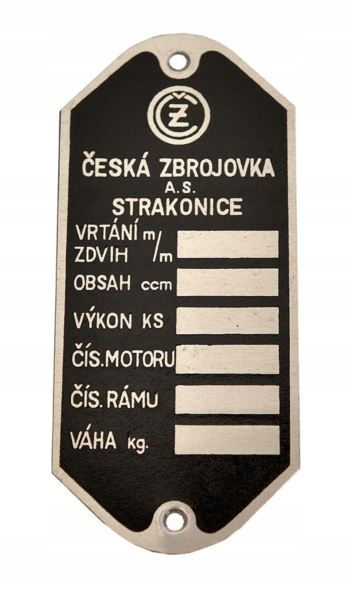 ČZ
ČESKÁ ZBROJOVKA
A.S.
STRAKONICE
VRTÁNÍ m/m
ZDVIH
OBSAH ccm
VÝKON KS
ČÍS.MOTORU
ČÍS.RÁMU
VÁHA kg.